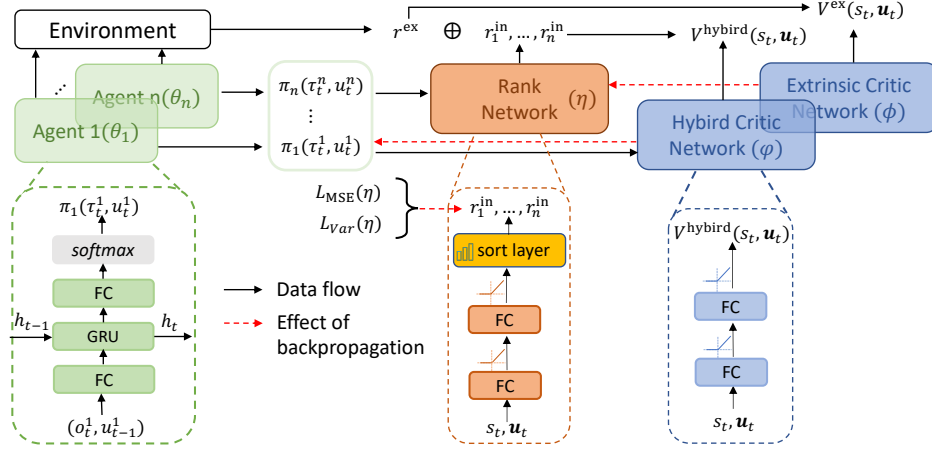 Environment
r^ex ⊕ r_1^in, ..., r_n^in
V^hybird(s_t, u_t)
V^ex(s_t, u_t)
Agent n(θ_n)
Agent 1(θ_1)
π_n(τ_t^n, u_t^n)
⋮
π_1(τ_t^1, u_t^1)
Rank
Network (η)
Extrinsic Critic
Network (ϕ)
Hybird Critic
Network (φ)
π_1(τ_t^1, u_t^1)
softmax
FC
h_{t−1}
GRU
h_t
FC
(o_t^1, u_{t−1}^1)
Data flow
Effect of
backpropagation
L_MSE(η)
L_Var(η)
r_1^in, ..., r_n^in
sort layer
FC
FC
s_t, u_t
V^hybird(s_t, u_t)
FC
FC
s_t, u_t